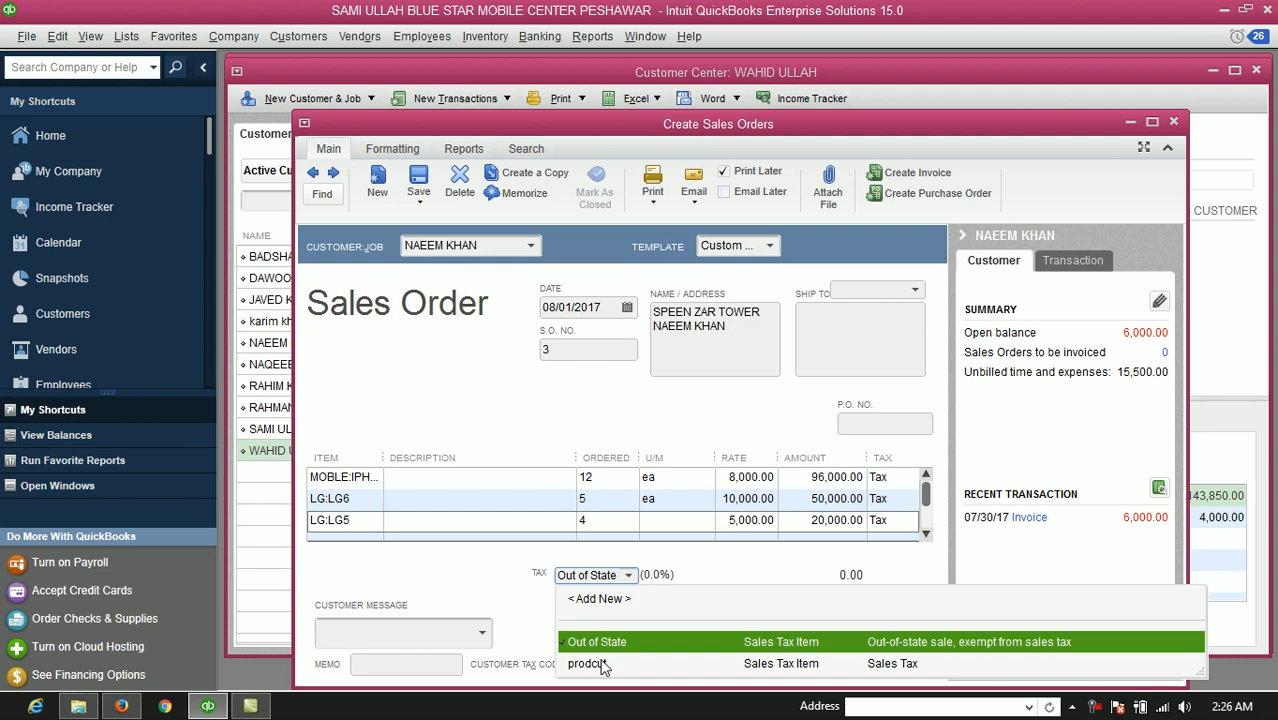 SAMI ULLAH BLUE STAR MOBILE CENTER PESHAWAR - Intuit QuickBooks Enterprise Solutions 15.0
File Edit View Lists Favorites Company Customers Vendors Employees Inventory Banking Reports Window Help 26
Search Company or Help
Customer Center: WAHID ULLAH
My Shortcuts
New Customer & Job New Transactions Print Excel Word Income Tracker
Create Sales Orders
Home
My Company
Income Tracker
Calendar
Snapshots
Customers
Vendors
Employees
My Shortcuts
View Balances
Run Favorite Reports
Open Windows
Do More With QuickBooks
Turn on Payroll
Accept Credit Cards
Order Checks & Supplies
Turn on Cloud Hosting
See Financing Options
Custome
Active Cu
NAME
BADSHA
DAWOO
JAVED K
karim kh
NAEEM
NAQEEE
RAHIM K
RAHMAN
SAMI UL
WAHID U
Main Formatting Reports Search
Find New Save Delete Create a Copy
Memorize
Mark As
Closed
Print Email Print Later
Email Later
Attach
File
Create Invoice
Create Purchase Order
CUSTOMER
CUSTOMER:JOB NAEEM KHAN TEMPLATE Custom ...
Sales Order
DATE
08/01/2017
S.O. NO.
3
NAME / ADDRESS
SPEEN ZAR TOWER
NAEEM KHAN
SHIP TO
P.O. NO.
ITEM DESCRIPTION ORDERED U/M RATE AMOUNT TAX
MOBLE:IPH... 12 ea 8,000.00 96,000.00 Tax
LG:LG6 5 ea 10,000.00 50,000.00 Tax
LG:LG5 4 5,000.00 20,000.00 Tax
TAX Out of State (0.0%) 0.00
CUSTOMER MESSAGE
MEMO CUSTOMER TAX COD
< Add New >
Out of State Sales Tax Item Out-of-state sale, exempt from sales tax
prodcut Sales Tax Item Sales Tax
NAEEM KHAN
Customer Transaction
SUMMARY
Open balance 6,000.00
Sales Orders to be invoiced 0
Unbilled time and expenses: 15,500.00
RECENT TRANSACTION
07/30/17 Invoice 6,000.00
143,850.00
4,000.00
Address 2:26 AM